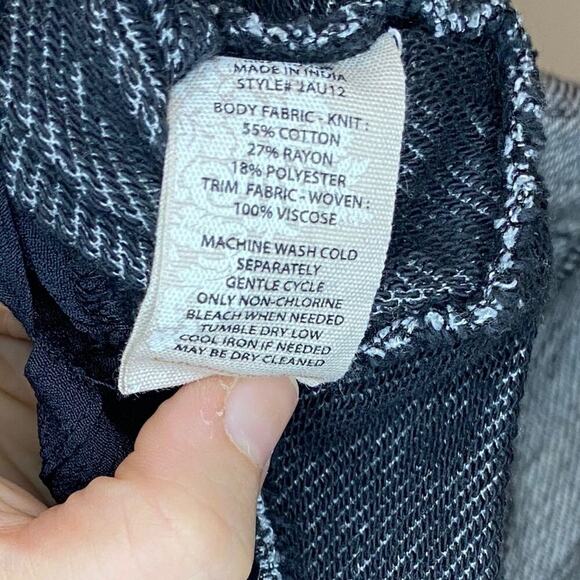 MADE IN INDIA
STYLE# 2AU12
BODY FABRIC - KNIT :
55% COTTON
27% RAYON
18% POLYESTER
TRIM FABRIC - WOVEN :
100% VISCOSE
MACHINE WASH COLD
SEPARATELY
GENTLE CYCLE
ONLY NON-CHLORINE
BLEACH WHEN NEEDED
TUMBLE DRY LOW
COOL IRON IF NEEDED
MAY BE DRY CLEANED